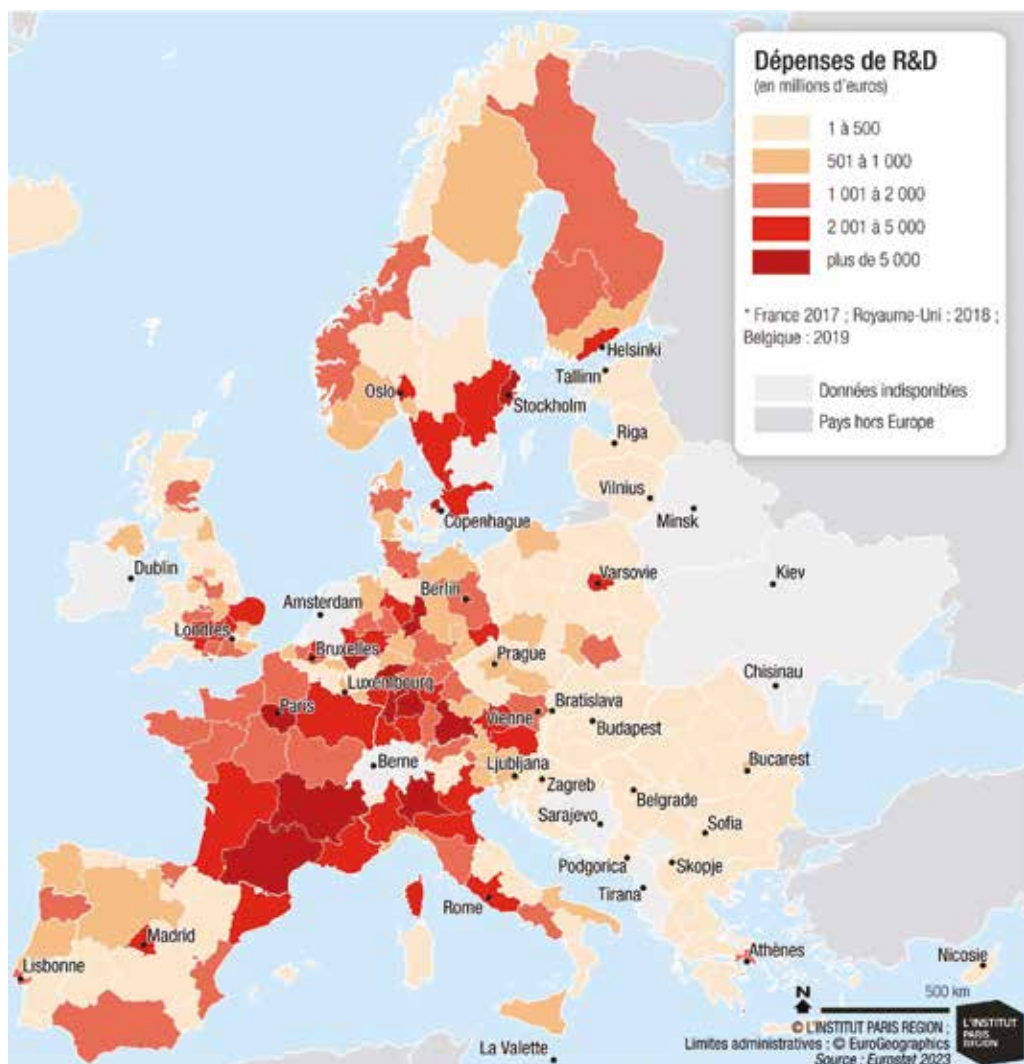 Dépenses de R&D
(en millions d'euros)
1 à 500
501 à 1 000
1 001 à 2 000
2 001 à 5 000
plus de 5 000
* France 2017 ; Royaume-Uni : 2018 ;
Belgique : 2019
Données indisponibles
Pays hors Europe
Helsinki
Tallinn
Oslo
Stockholm
Riga
Vilnius
Copenhague
Minsk
Dublin
Varsovie
Kiev
Amsterdam
Berlin
Londres
Bruxelles
Prague
Luxembourg
Chisinau
Paris
Vienne
Bratislava
Budapest
Berne
Ljubljana
Bucarest
Zagreb
Belgrade
Sarajevo
Sofia
Podgorica
Skopje
Tirana
Rome
Madrid
Lisbonne
Athènes
Nicosie
La Valette
N
500 km
© L'INSTITUT PARIS REGION ;
Limites administratives : © EuroGeographics
Source : Eurostat 2023
L'INSTITUT
PARIS
REGION